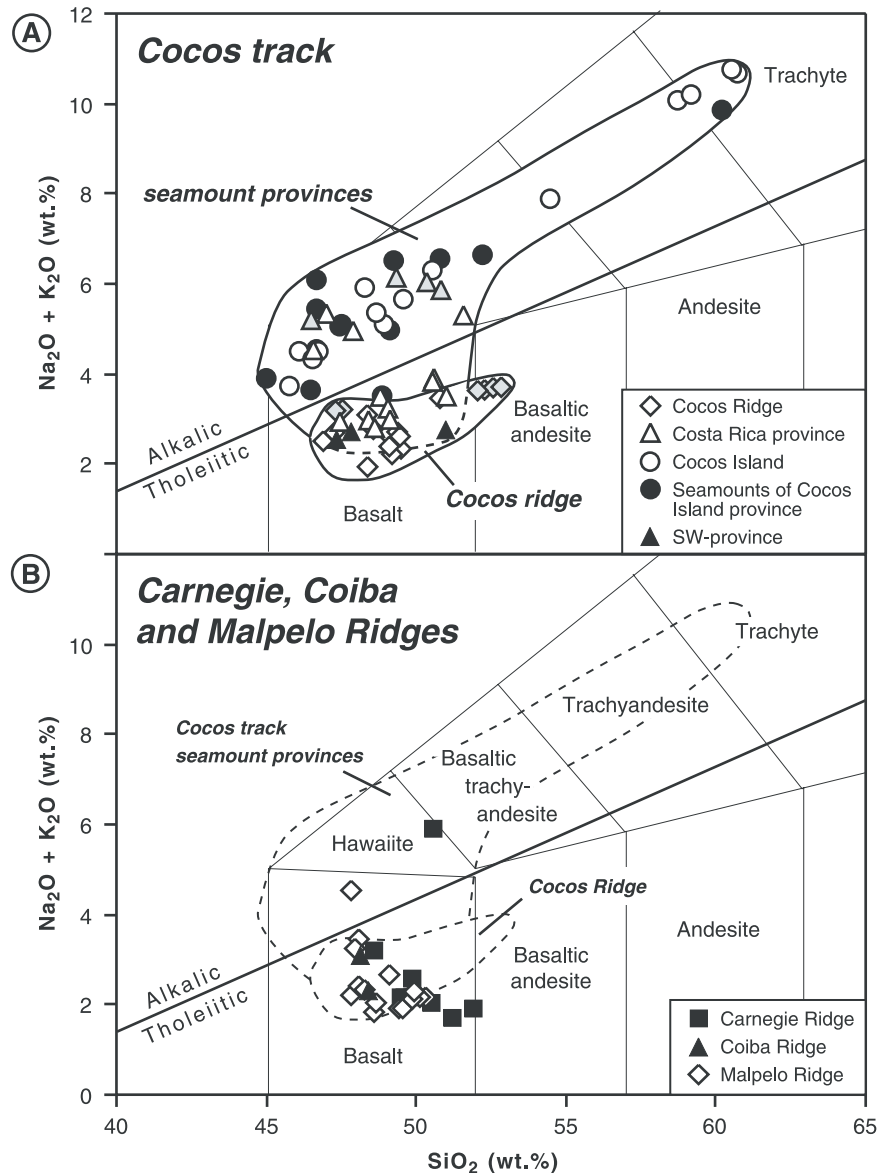 A
Cocos track
12
10
8
6
4
2
Na2O + K2O (wt.%)
seamount provinces
Trachyte
Andesite
Basaltic
andesite
Alkalic
Tholeiitic
Cocos ridge
Basalt
Cocos Ridge
Costa Rica province
Cocos Island
Seamounts of Cocos
Island province
SW-province
B
Carnegie, Coiba
and Malpelo Ridges
10
8
6
4
2
0
Na2O + K2O (wt.%)
Trachyte
Trachyandesite
Cocos track
seamount provinces
Basaltic
trachy-
andesite
Hawaiite
Cocos Ridge
Andesite
Basaltic
andesite
Alkalic
Tholeiitic
Basalt
Carnegie Ridge
Coiba Ridge
Malpelo Ridge
40 45 50 55 60 65
SiO2 (wt.%)